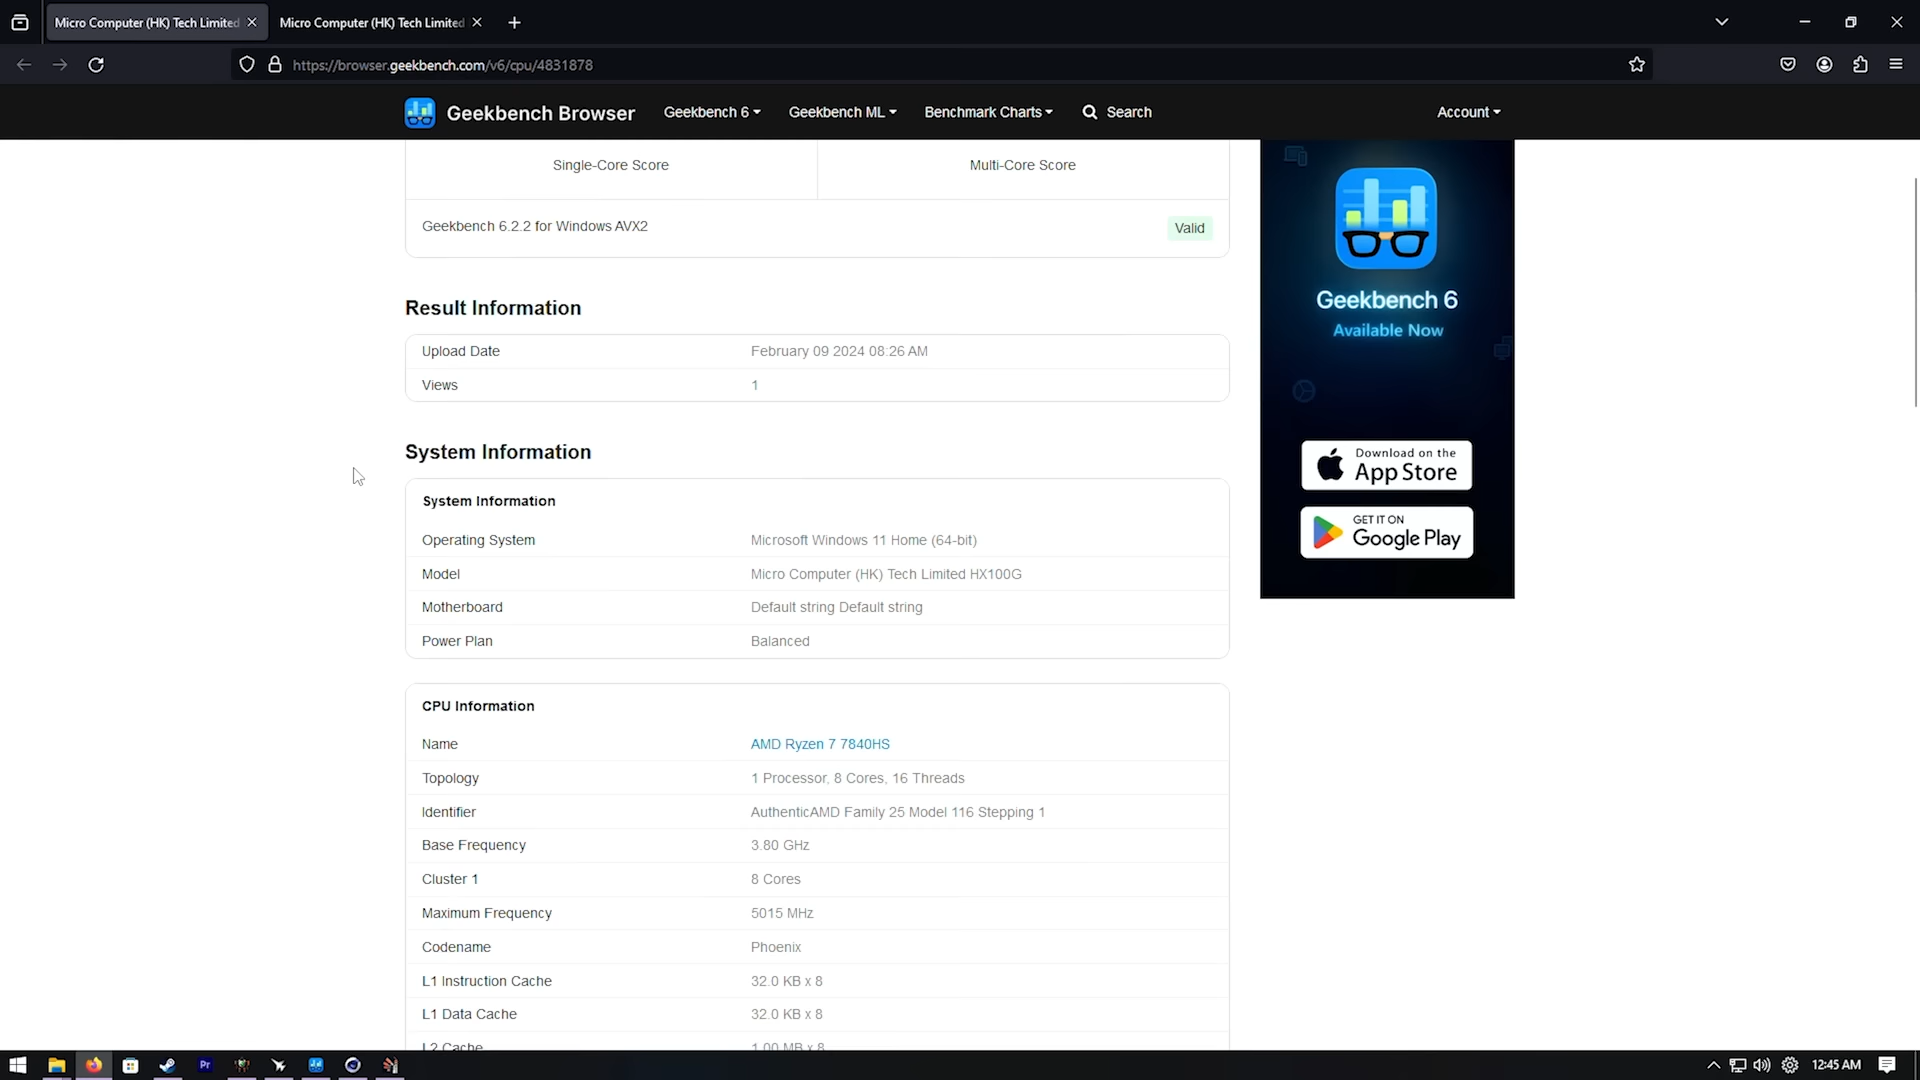 Micro Computer (HK) Tech Limited
Micro Computer (HK) Tech Limited
https://browser.geekbench.com/v6/cpu/4831878
Geekbench Browser
Geekbench 6
Geekbench ML
Benchmark Charts
Search
Account
Single-Core Score
Multi-Core Score
Geekbench 6.2.2 for Windows AVX2
Valid
Result Information
Upload Date February 09 2024 08:26 AM
Views 1
System Information
System Information
Operating System Microsoft Windows 11 Home (64-bit)
Model Micro Computer (HK) Tech Limited HX100G
Motherboard Default string Default string
Power Plan Balanced
CPU Information
Name AMD Ryzen 7 7840HS
Topology 1 Processor, 8 Cores, 16 Threads
Identifier AuthenticAMD Family 25 Model 116 Stepping 1
Base Frequency 3.80 GHz
Cluster 1 8 Cores
Maximum Frequency 5015 MHz
Codename Phoenix
L1 Instruction Cache 32.0 KB x 8
L1 Data Cache 32.0 KB x 8
L2 Cache 1.00 MB x 8
Geekbench 6
Available Now
Download on the
App Store
GET IT ON
Google Play
Pr
12:45 AM